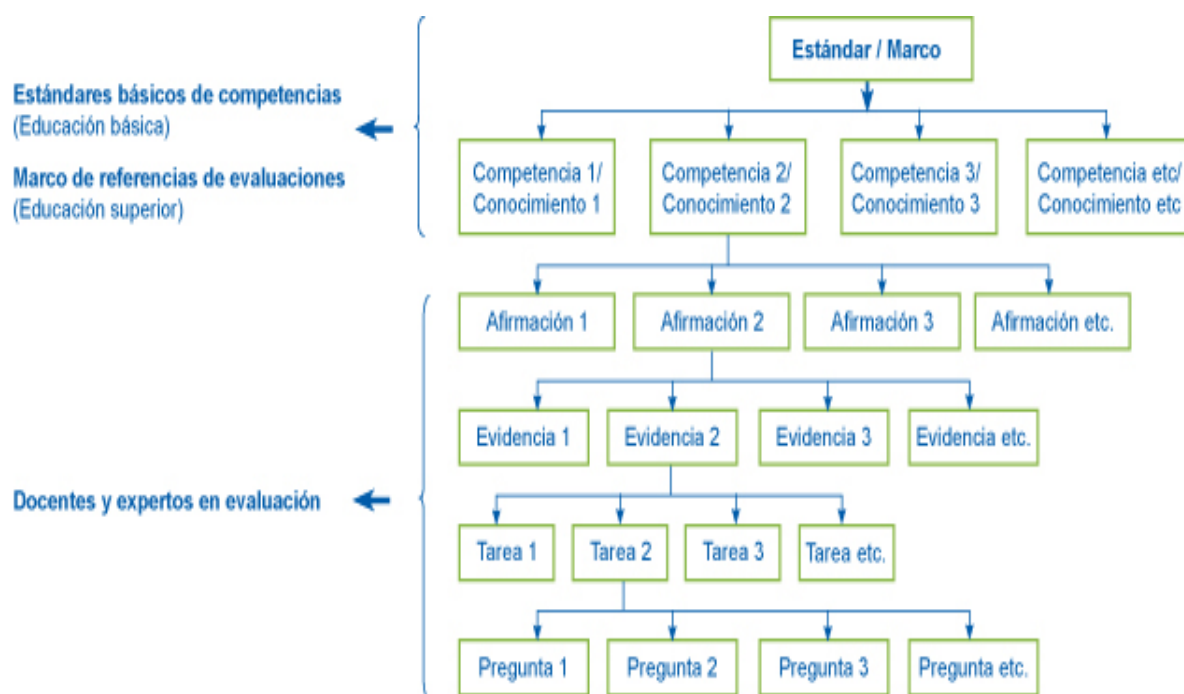 Estándar / Marco
Estándares básicos de competencias
(Educación básica)
Marco de referencias de evaluaciones
(Educación superior)
Competencia 1/
Conocimiento 1
Competencia 2/
Conocimiento 2
Competencia 3/
Conocimiento 3
Competencia etc/
Conocimiento etc
Afirmación 1
Afirmación 2
Afirmación 3
Afirmación etc.
Evidencia 1
Evidencia 2
Evidencia 3
Evidencia etc.
Docentes y expertos en evaluación
Tarea 1
Tarea 2
Tarea 3
Tarea etc.
Pregunta 1
Pregunta 2
Pregunta 3
Pregunta etc.